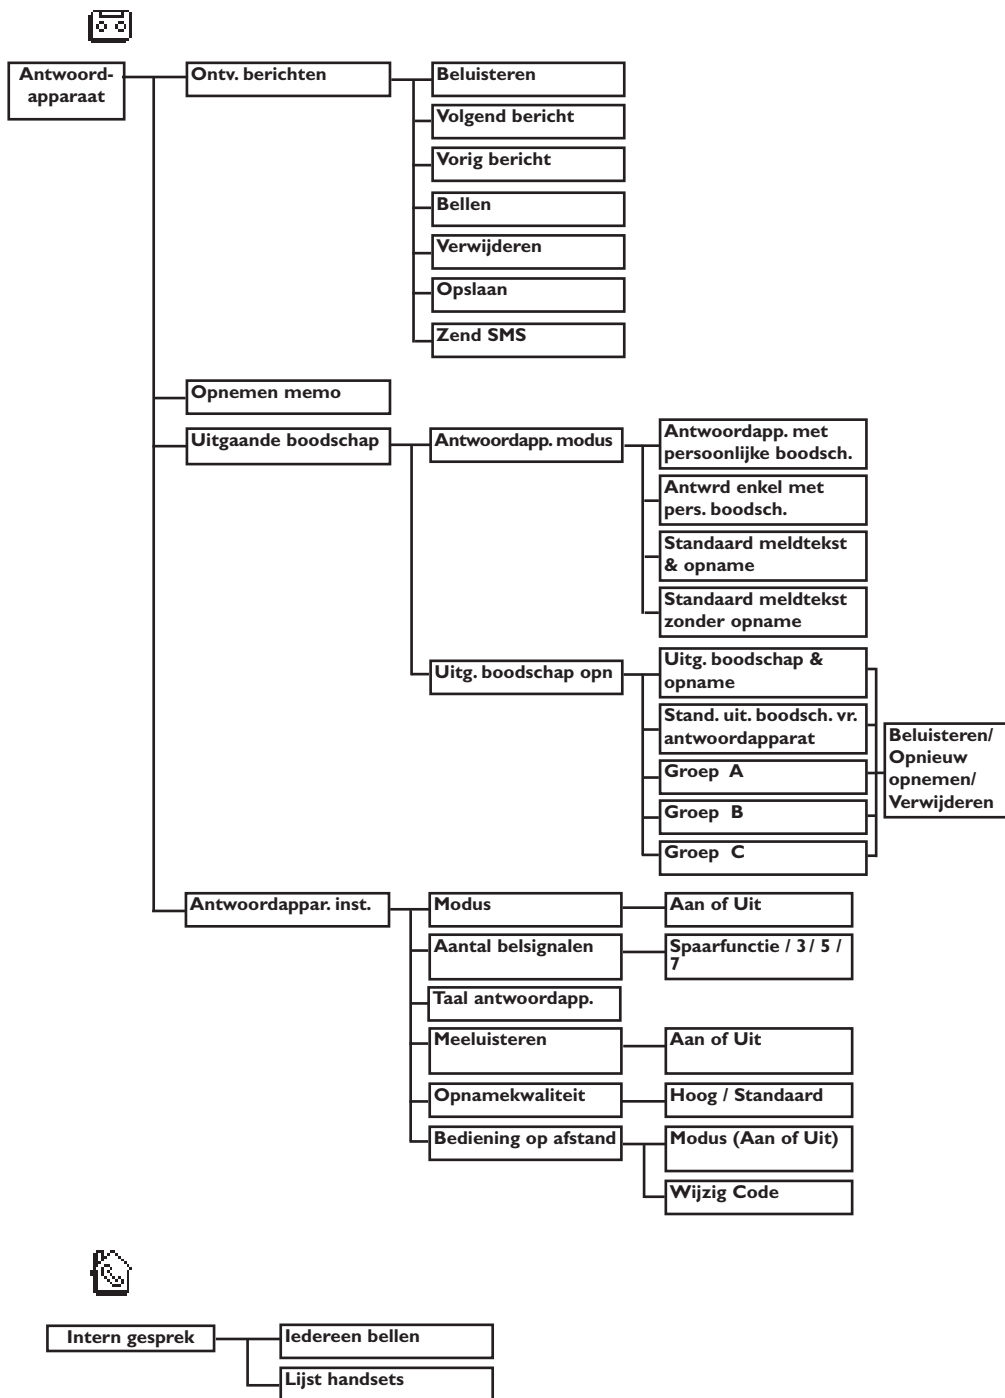 Antwoord-
apparaat
Ontv. berichten
Beluisteren
Volgend bericht
Vorig bericht
Bellen
Verwijderen
Opslaan
Zend SMS
Opnemen memo
Uitgaande boodschap
Antwoordapp. modus
Antwoordapp. met
persoonlijke boodsch.
Antwrd enkel met
pers. boodsch.
Standaard meldtekst
& opname
Standaard meldtekst
zonder opname
Uitg. boodschap opn
Uitg. boodschap &
opname
Stand. uit. boodsch. vr.
antwoordapparat
Groep A
Groep B
Groep C
Beluisteren/
Opnieuw
opnemen/
Verwijderen
Antwoordappar. inst.
Modus
Aan of Uit
Aantal belsignalen
Spaarfunctie / 3 / 5 /
7
Taal antwoordapp.
Meeluisteren
Aan of Uit
Opnamekwaliteit
Hoog / Standaard
Bediening op afstand
Modus (Aan of Uit)
Wijzig Code
Intern gesprek
Iedereen bellen
Lijst handsets